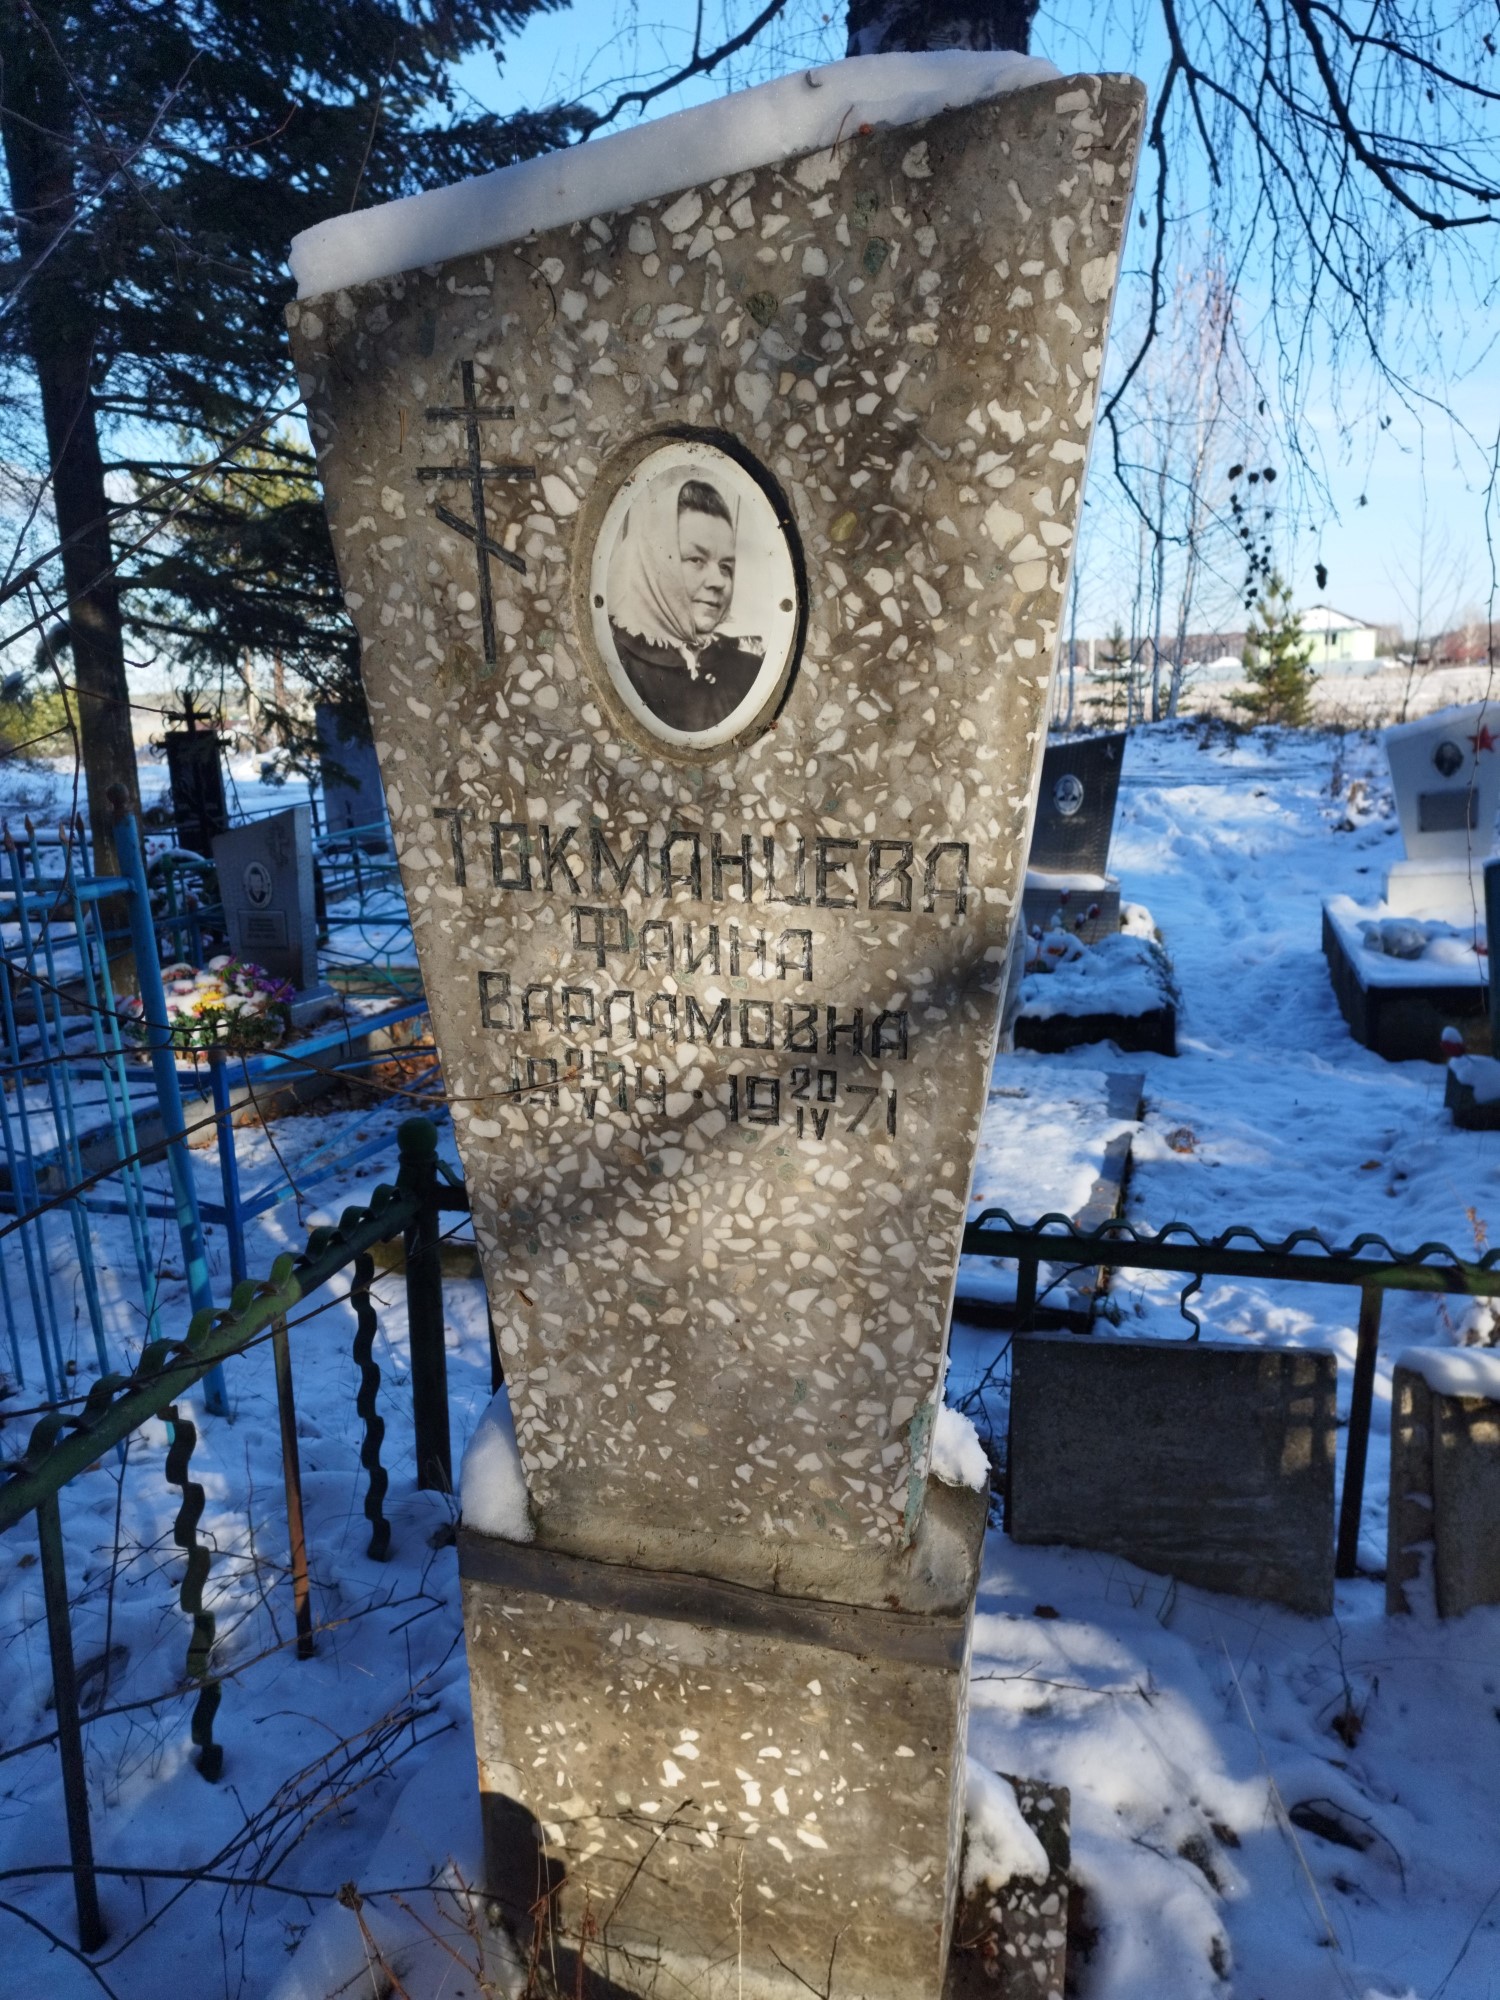 ТОКМАНЦЕВА
ФАИНА
ВАРЛАМОВНА
19 25/V 14 · 19 20/IV 71